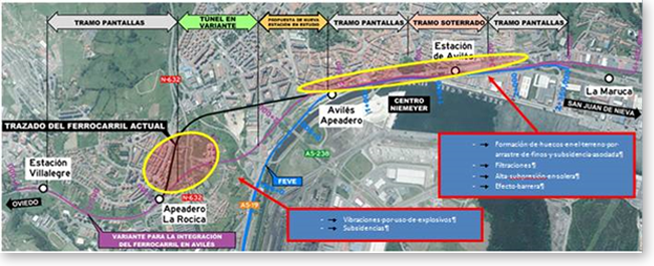 TRAMO PANTALLAS
TÚNEL EN
VARIANTE
PROPUESTA DE NUEVA
ESTACIÓN EN ESTUDIO
TRAMO PANTALLAS
TRAMO SOTERRADO
TRAMO PANTALLAS
N-632
Estación
de Avilés
La Maruca
SAN JUAN DE NIEVA
CENTRO
NIEMEYER
Avilés
Apeadero
TRAZADO DEL FERROCARRIL ACTUAL
AS-238
FEVE
Estación
Villalegre
OVIEDO
N-632
Apeadero
La Rocica
AS-19
VARIANTE PARA LA INTEGRACIÓN
DEL FERROCARRIL EN AVILÉS
- → Formación de huecos en el terreno por
arrastre de finos y subsidencia asociada¶
- → Filtraciones¶
- → Alta subpresión en solera¶
- → Efecto barrera¶
- → Vibraciones por uso de explosivos¶
- → Subsidencias¶